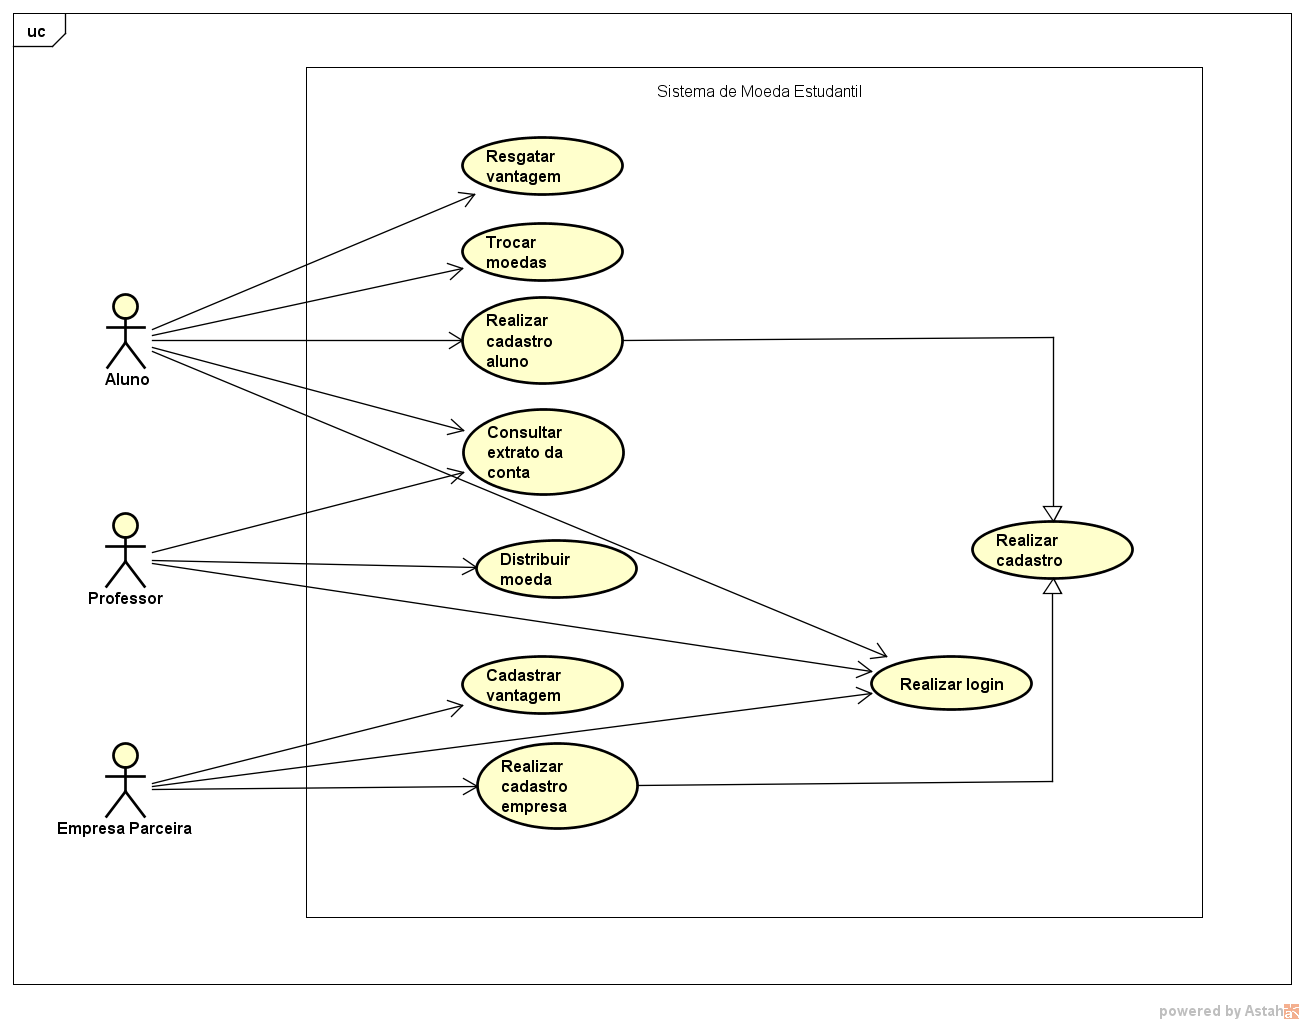 uc
Sistema de Moeda Estudantil
Resgatar
vantagem
Trocar
moedas
Realizar
cadastro
aluno
Aluno
Consultar
extrato da
conta
Distribuir
moeda
Professor
Realizar
cadastro
Realizar login
Cadastrar
vantagem
Realizar
cadastro
empresa
Empresa Parceira
powered by Astah